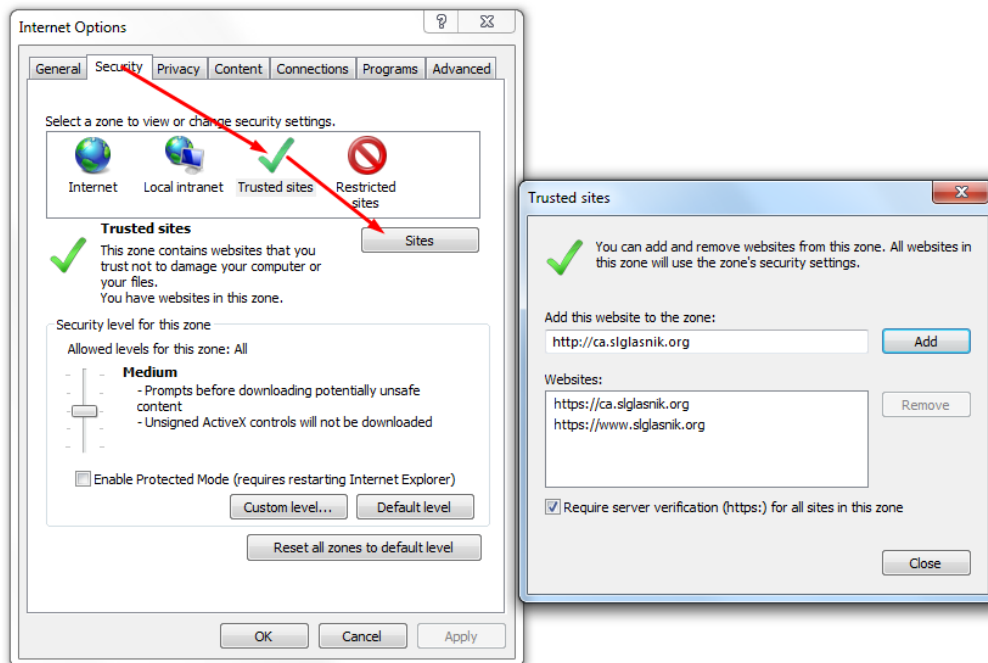 Internet Options
General Security Privacy Content Connections Programs Advanced
Select a zone to view or change security settings.
Internet Local intranet Trusted sites Restricted
sites
Trusted sites
Sites
This zone contains websites that you
trust not to damage your computer or
your files.
You have websites in this zone.
Security level for this zone
Allowed levels for this zone: All
Medium
- Prompts before downloading potentially unsafe
content
- Unsigned ActiveX controls will not be downloaded
Enable Protected Mode (requires restarting Internet Explorer)
Custom level... Default level
Reset all zones to default level
OK Cancel Apply
Trusted sites
You can add and remove websites from this zone. All websites in
this zone will use the zone's security settings.
Add this website to the zone:
http://ca.slglasnik.org Add
Websites:
https://ca.slglasnik.org Remove
https://www.slglasnik.org
Require server verification (https:) for all sites in this zone
Close